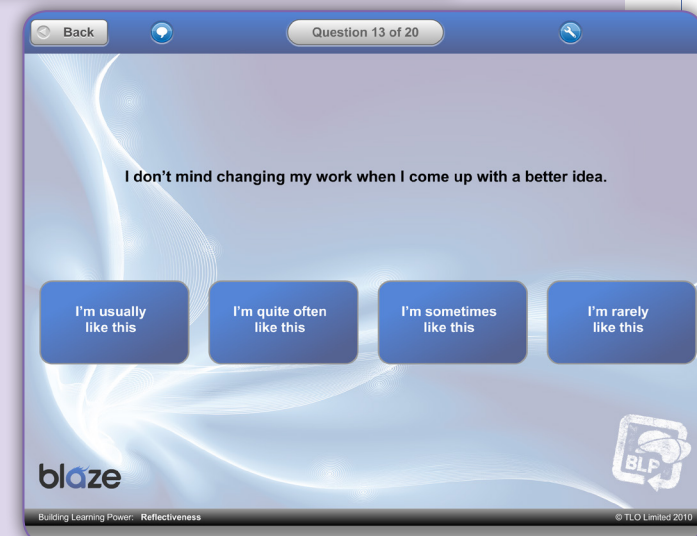 Back
Question 13 of 20
I don't mind changing my work when I come up with a better idea.
I'm usually
like this
I'm quite often
like this
I'm sometimes
like this
I'm rarely
like this
BLP
blaze
Building Learning Power: Reflectiveness
© TLO Limited 2010